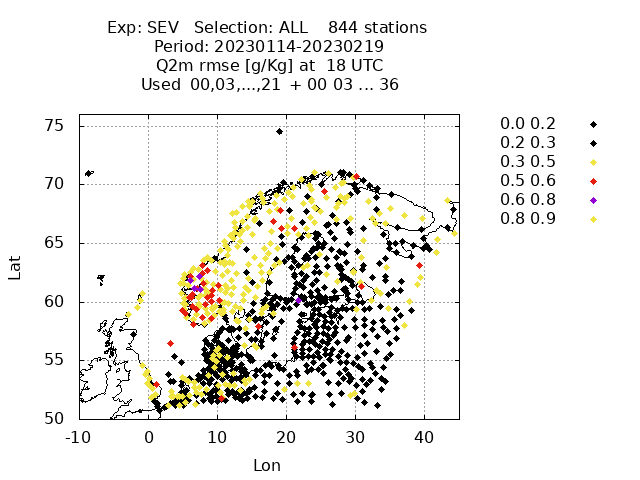 Exp: SEV   Selection: ALL    844 stations
Period: 20230114-20230219
Q2m rmse [g/Kg] at  18 UTC
Used  00,03,...,21  + 00 03 ... 36
75
70
65
60
55
50
-10 0 10 20 30 40
Lat
Lon
0.0 0.2
0.2 0.3
0.3 0.5
0.5 0.6
0.6 0.8
0.8 0.9